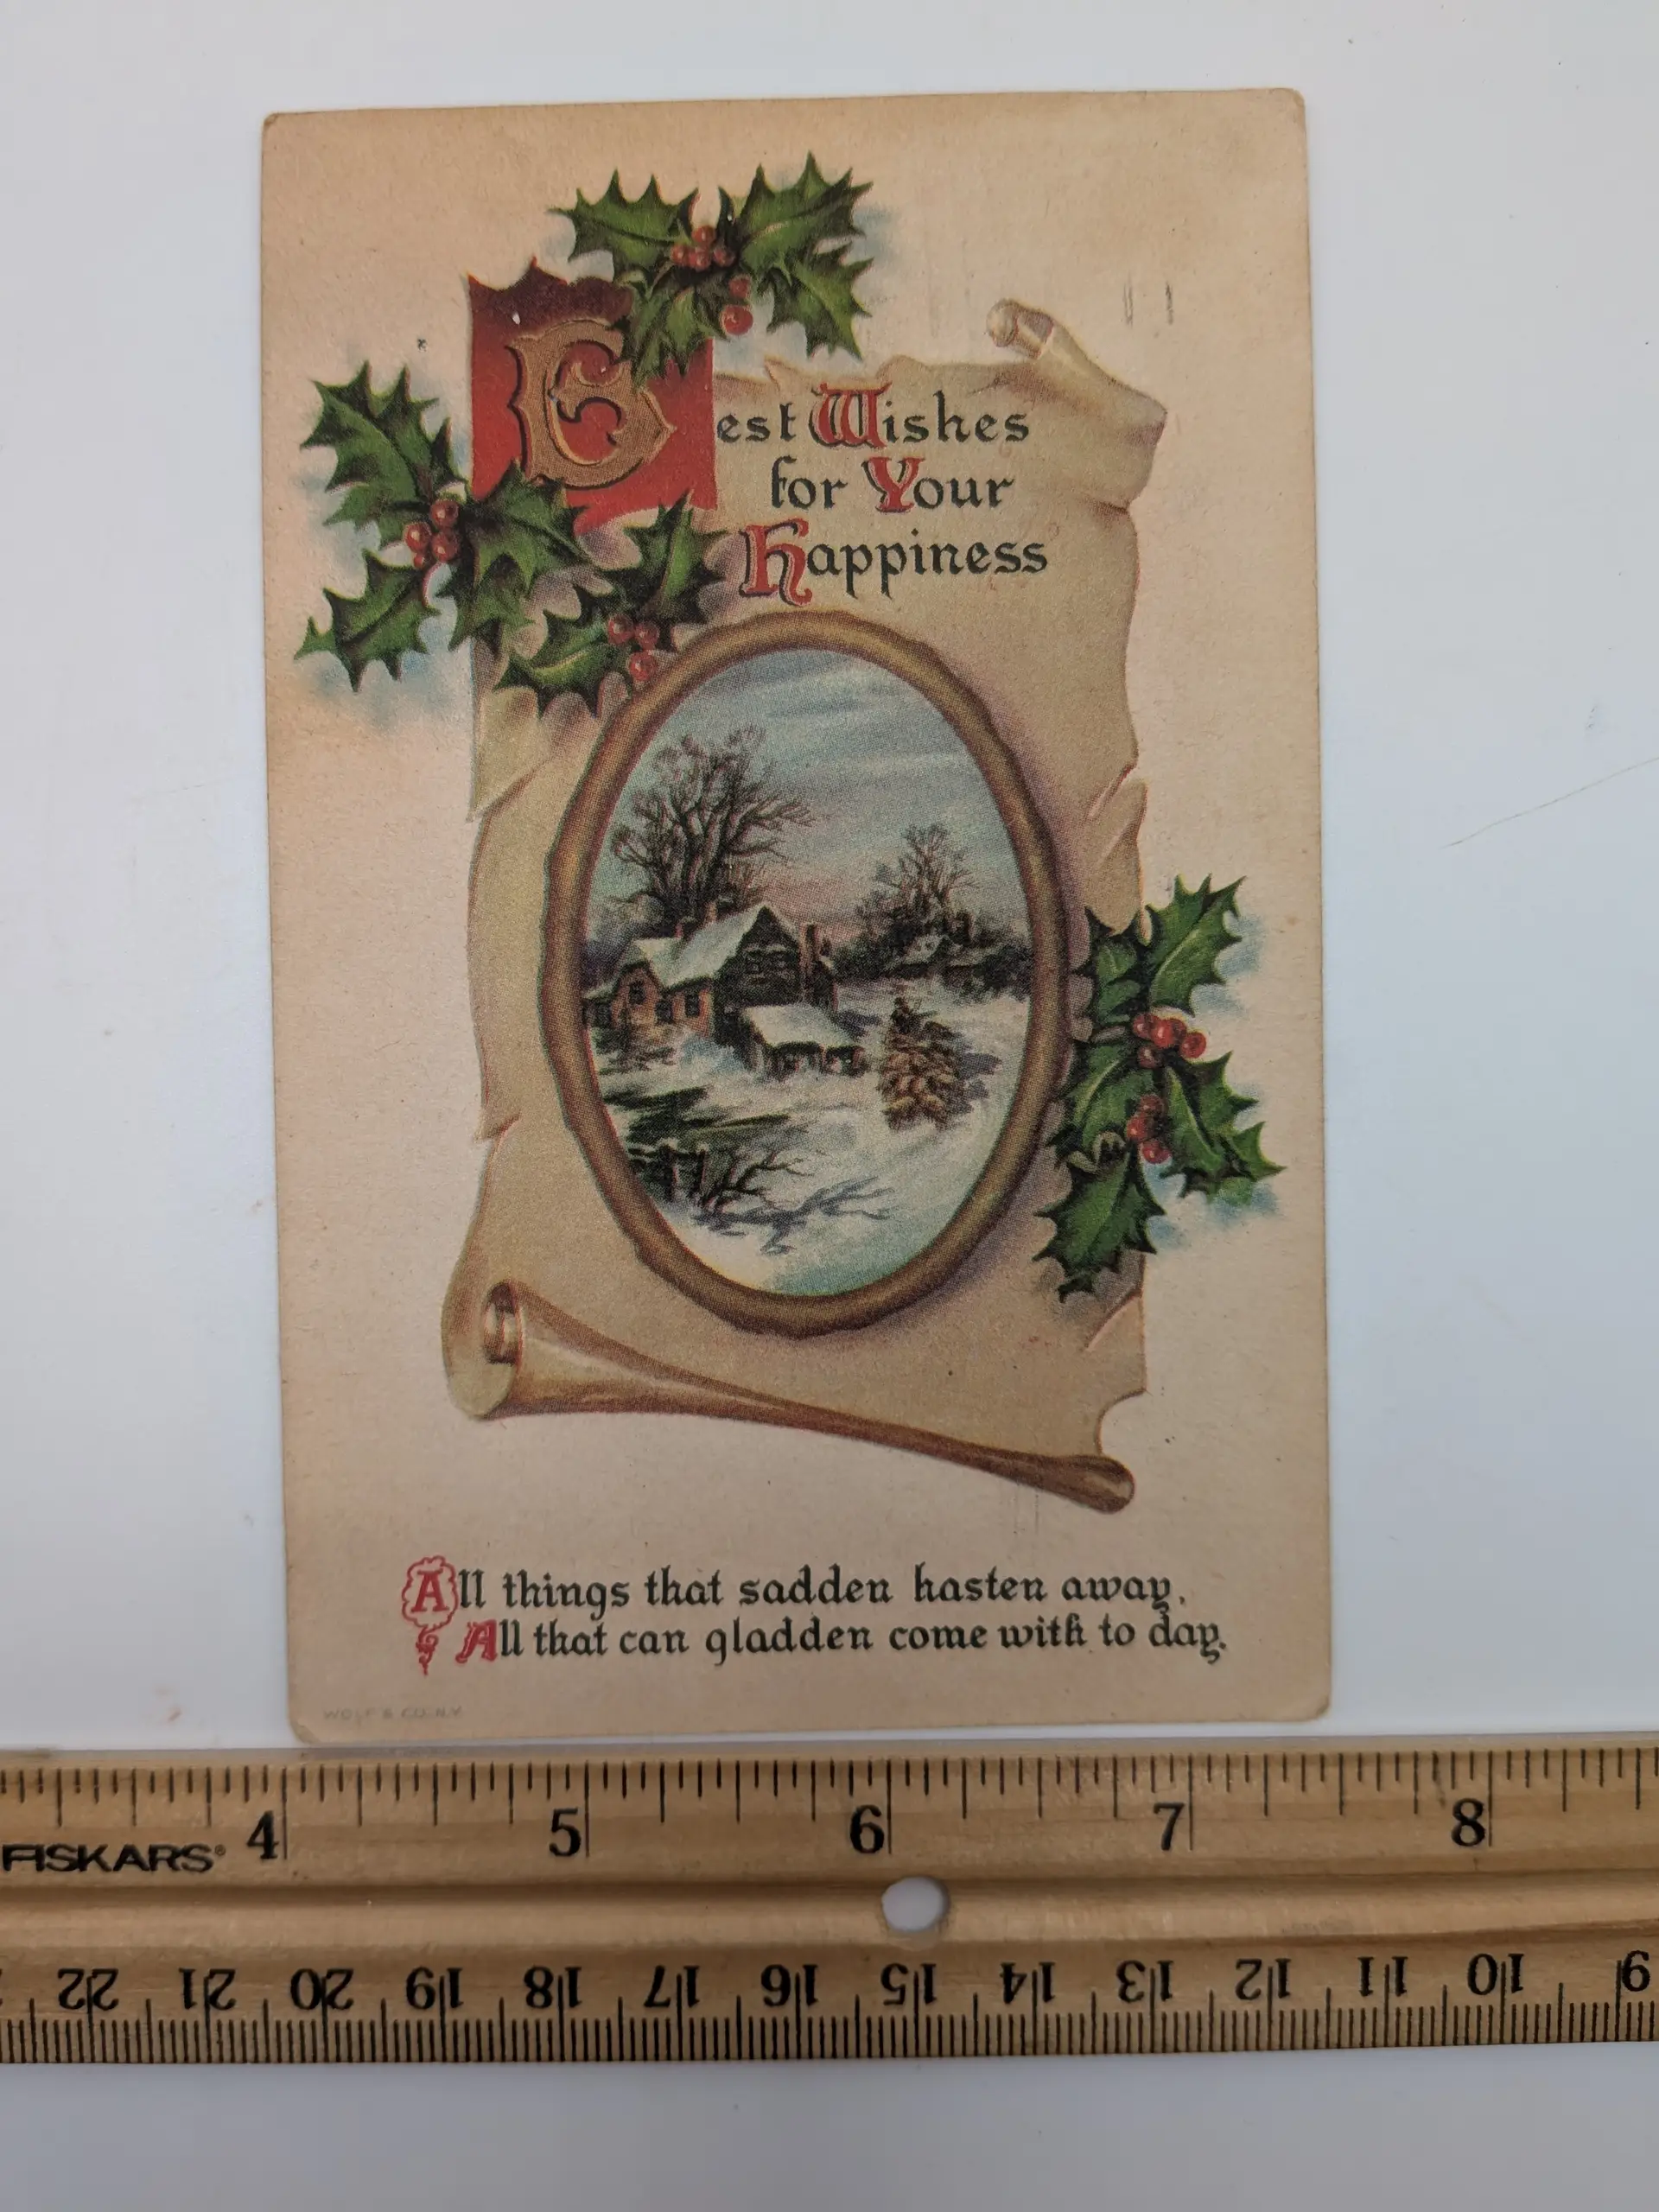 Best Wishes
for Your
Happiness
All things that sadden hasten away,
All that can gladden come with to day.
WOLF & CO. N.Y.
4 5 6 7 8
FISKARS®
22 21 20 19 18 17 16 15 14 13 12 11 10 9